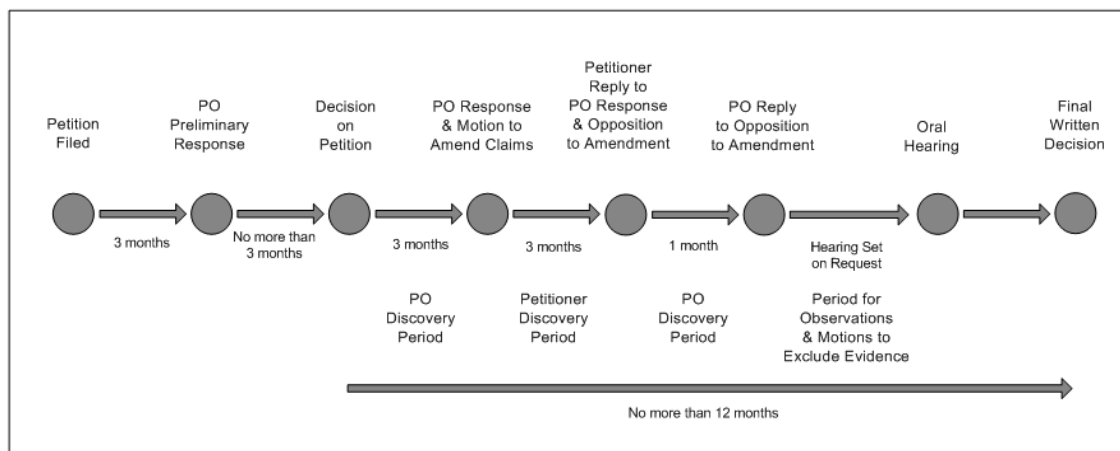 Petition
Filed
PO
Preliminary
Response
Decision
on
Petition
PO Response
& Motion to
Amend Claims
Petitioner
Reply to
PO Response
& Opposition
to Amendment
PO Reply
to Opposition
to Amendment
Oral
Hearing
Final
Written
Decision
3 months
No more than
3 months
3 months
3 months
1 month
Hearing Set
on Request
PO
Discovery
Period
Petitioner
Discovery
Period
PO
Discovery
Period
Period for
Observations
& Motions to
Exclude Evidence
No more than 12 months